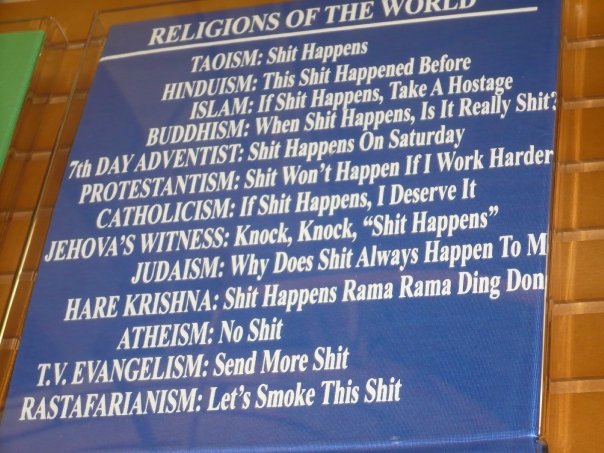 RELIGIONS OF THE WORLD
TAOISM: Shit Happens
HINDUISM: This Shit Happened Before
ISLAM: If Shit Happens, Take A Hostage
BUDDHISM: When Shit Happens, Is It Really Shit?
7th DAY ADVENTIST: Shit Happens On Saturday
PROTESTANTISM: Shit Won't Happen If I Work Harder
CATHOLICISM: If Shit Happens, I Deserve It
JEHOVA'S WITNESS: Knock, Knock, "Shit Happens"
JUDAISM: Why Does Shit Always Happen To M
HARE KRISHNA: Shit Happens Rama Rama Ding Don
ATHEISM: No Shit
T.V. EVANGELISM: Send More Shit
RASTAFARIANISM: Let's Smoke This Shit